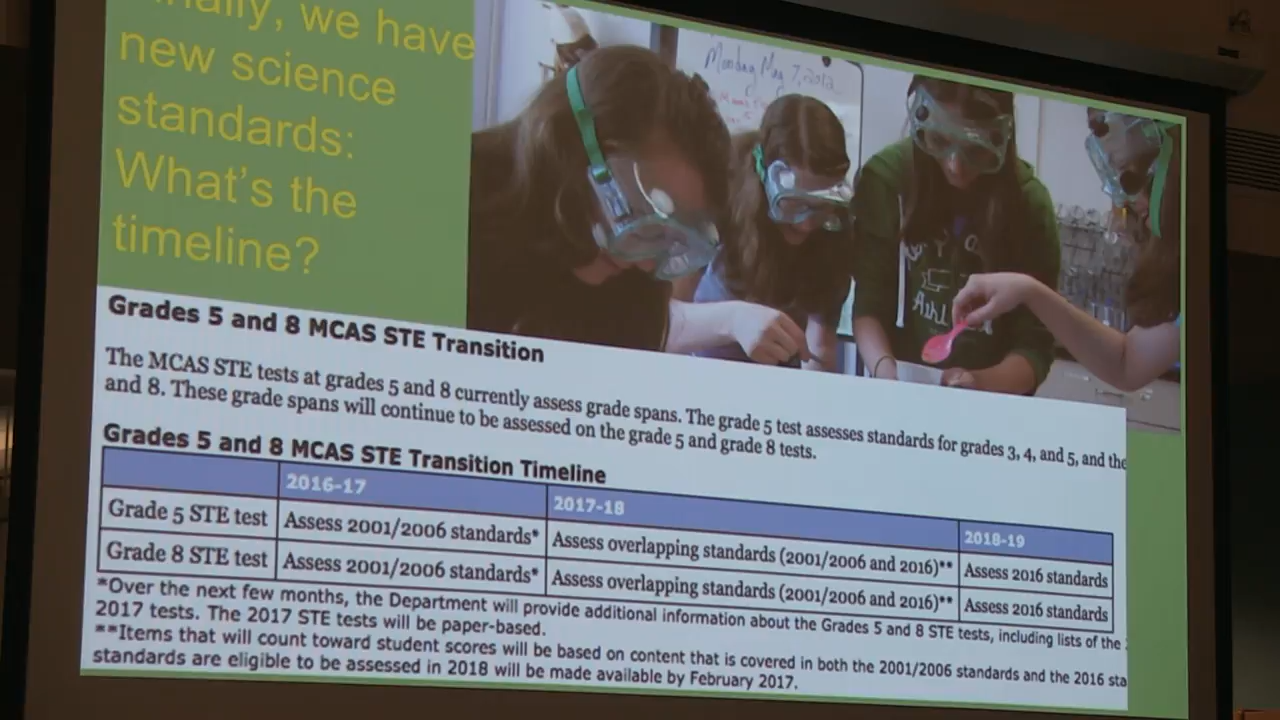 we have
new science
standards:
What's the
timeline?
Monday May 7, 2012
Grades 5 and 8 MCAS STE Transition
The MCAS STE tests at grades 5 and 8 currently assess grade spans. The grade 5 test assesses standards for grades 3, 4, and 5, and the
and 8. These grade spans will continue to be assessed on the grade 5 and grade 8 tests.
Grades 5 and 8 MCAS STE Transition Timeline
2016-17 2017-18 2018-19
Grade 5 STE test Assess 2001/2006 standards* Assess overlapping standards (2001/2006 and 2016)** Assess 2016 standards
Grade 8 STE test Assess 2001/2006 standards* Assess overlapping standards (2001/2006 and 2016)** Assess 2016 standards
*Over the next few months, the Department will provide additional information about the Grades 5 and 8 STE tests, including lists of the
2017 tests. The 2017 STE tests will be paper-based.
**Items that will count toward student scores will be based on content that is covered in both the 2001/2006 standards and the 2016 sta
standards are eligible to be assessed in 2018 will be made available by February 2017.